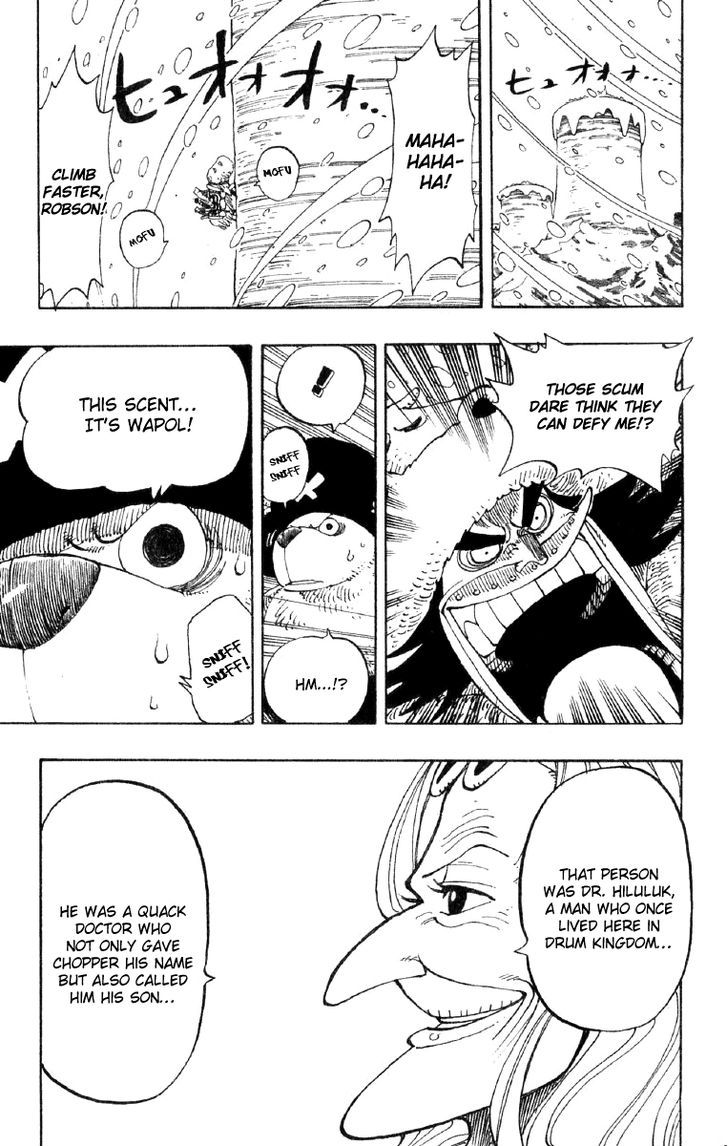 ヒュオオオ...
MAHA-
HAHA-
HA!
ヒュオオオ...
MOFU
MOFU
CLIMB
FASTER,
ROBSON!
THOSE SCUM
DARE THINK THEY
CAN DEFY ME!?
!!
SNIFF
SNIFF
HM...!?
THIS SCENT...
IT'S WAPOL!
SNIFF
SNIFF!
THAT PERSON
WAS DR. HILULUK,
A MAN WHO ONCE
LIVED HERE IN
DRUM KINGDOM...
HE WAS A QUACK
DOCTOR WHO
NOT ONLY GAVE
CHOPPER HIS NAME
BUT ALSO CALLED
HIM HIS SON...